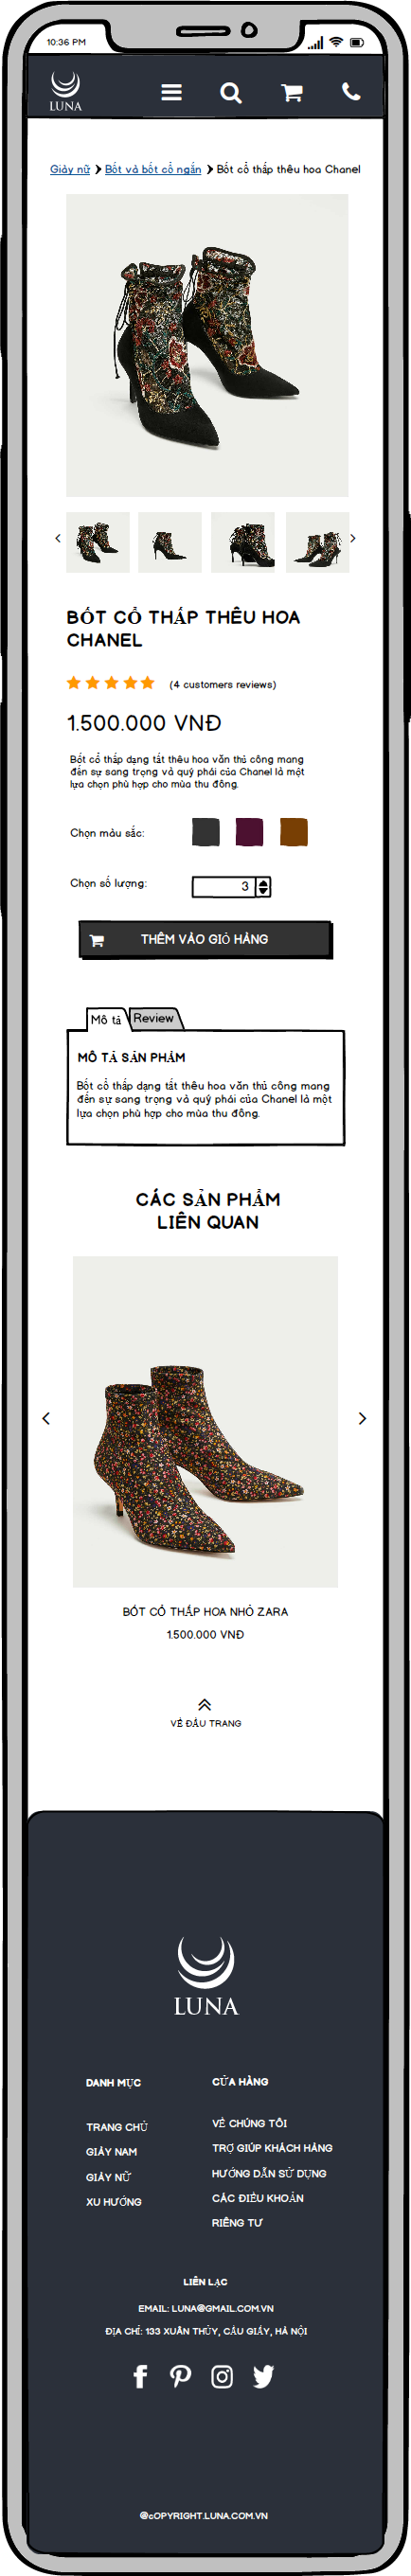 10:36 PM
LUNA
Giày nữ > Bốt và bốt cổ ngắn > Bốt cổ thấp thêu hoa Chanel
BỐT CỔ THẤP THÊU HOA
CHANEL
(4 customers reviews)
1.500.000 VNĐ
Bốt cổ thấp dạng tất thêu hoa văn thủ công mang
đến sự sang trọng và quý phái của Chanel là một
lựa chọn phù hợp cho mùa thu đông.
Chọn màu sắc:
Chọn số lượng:
3
THÊM VÀO GIỎ HÀNG
Mô tả
Review
MÔ TẢ SẢN PHẨM
Bốt cổ thấp dạng tất thêu hoa văn thủ công mang
đến sự sang trọng và quý phái của Chanel là một
lựa chọn phù hợp cho mùa thu đông.
CÁC SẢN PHẨM
LIÊN QUAN
BỐT CỔ THẤP HOA NHỎ ZARA
1.500.000 VNĐ
VỀ ĐẦU TRANG
LUNA
DANH MỤC
TRANG CHỦ
GIÀY NAM
GIÀY NỮ
XU HƯỚNG
CỬA HÀNG
VỀ CHÚNG TÔI
TRỢ GIÚP KHÁCH HÀNG
HƯỚNG DẪN SỬ DỤNG
CÁC ĐIỀU KHOẢN
RIÊNG TƯ
LIÊN LẠC
EMAIL: LUNA@GMAIL.COM.VN
ĐỊA CHỈ: 133 XUÂN THỦY, CẦU GIẤY, HÀ NỘI
@cOPYRIGHT.LUNA.COM.VN